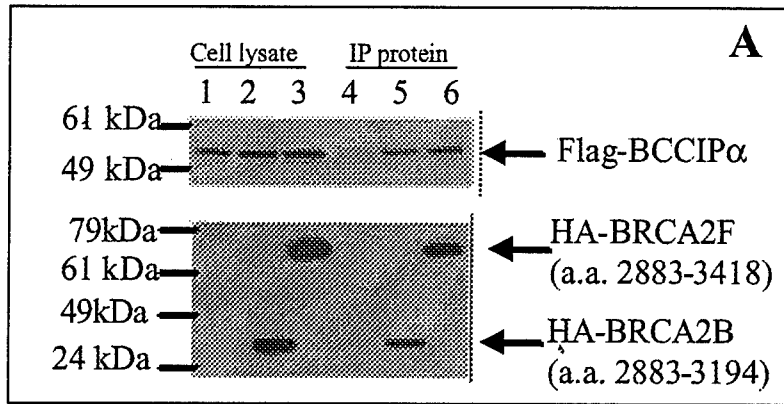 A
Cell lysate IP protein
1 2 3 4 5 6
61 kDa
49 kDa
Flag-BCCIPα
79kDa
61 kDa
49kDa
24 kDa
HA-BRCA2F
(a.a. 2883-3418)
HA-BRCA2B
(a.a. 2883-3194)